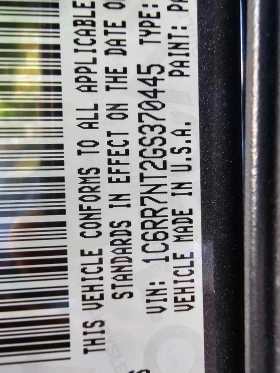 THIS VEHICLE CONFORMS TO ALL APPLICABLE
STANDARDS IN EFFECT ON THE DATE O
VIN: 1C6RR7NT2GS370445 TYPE:
VEHICLE MADE IN U.S.A. PAINT: PA